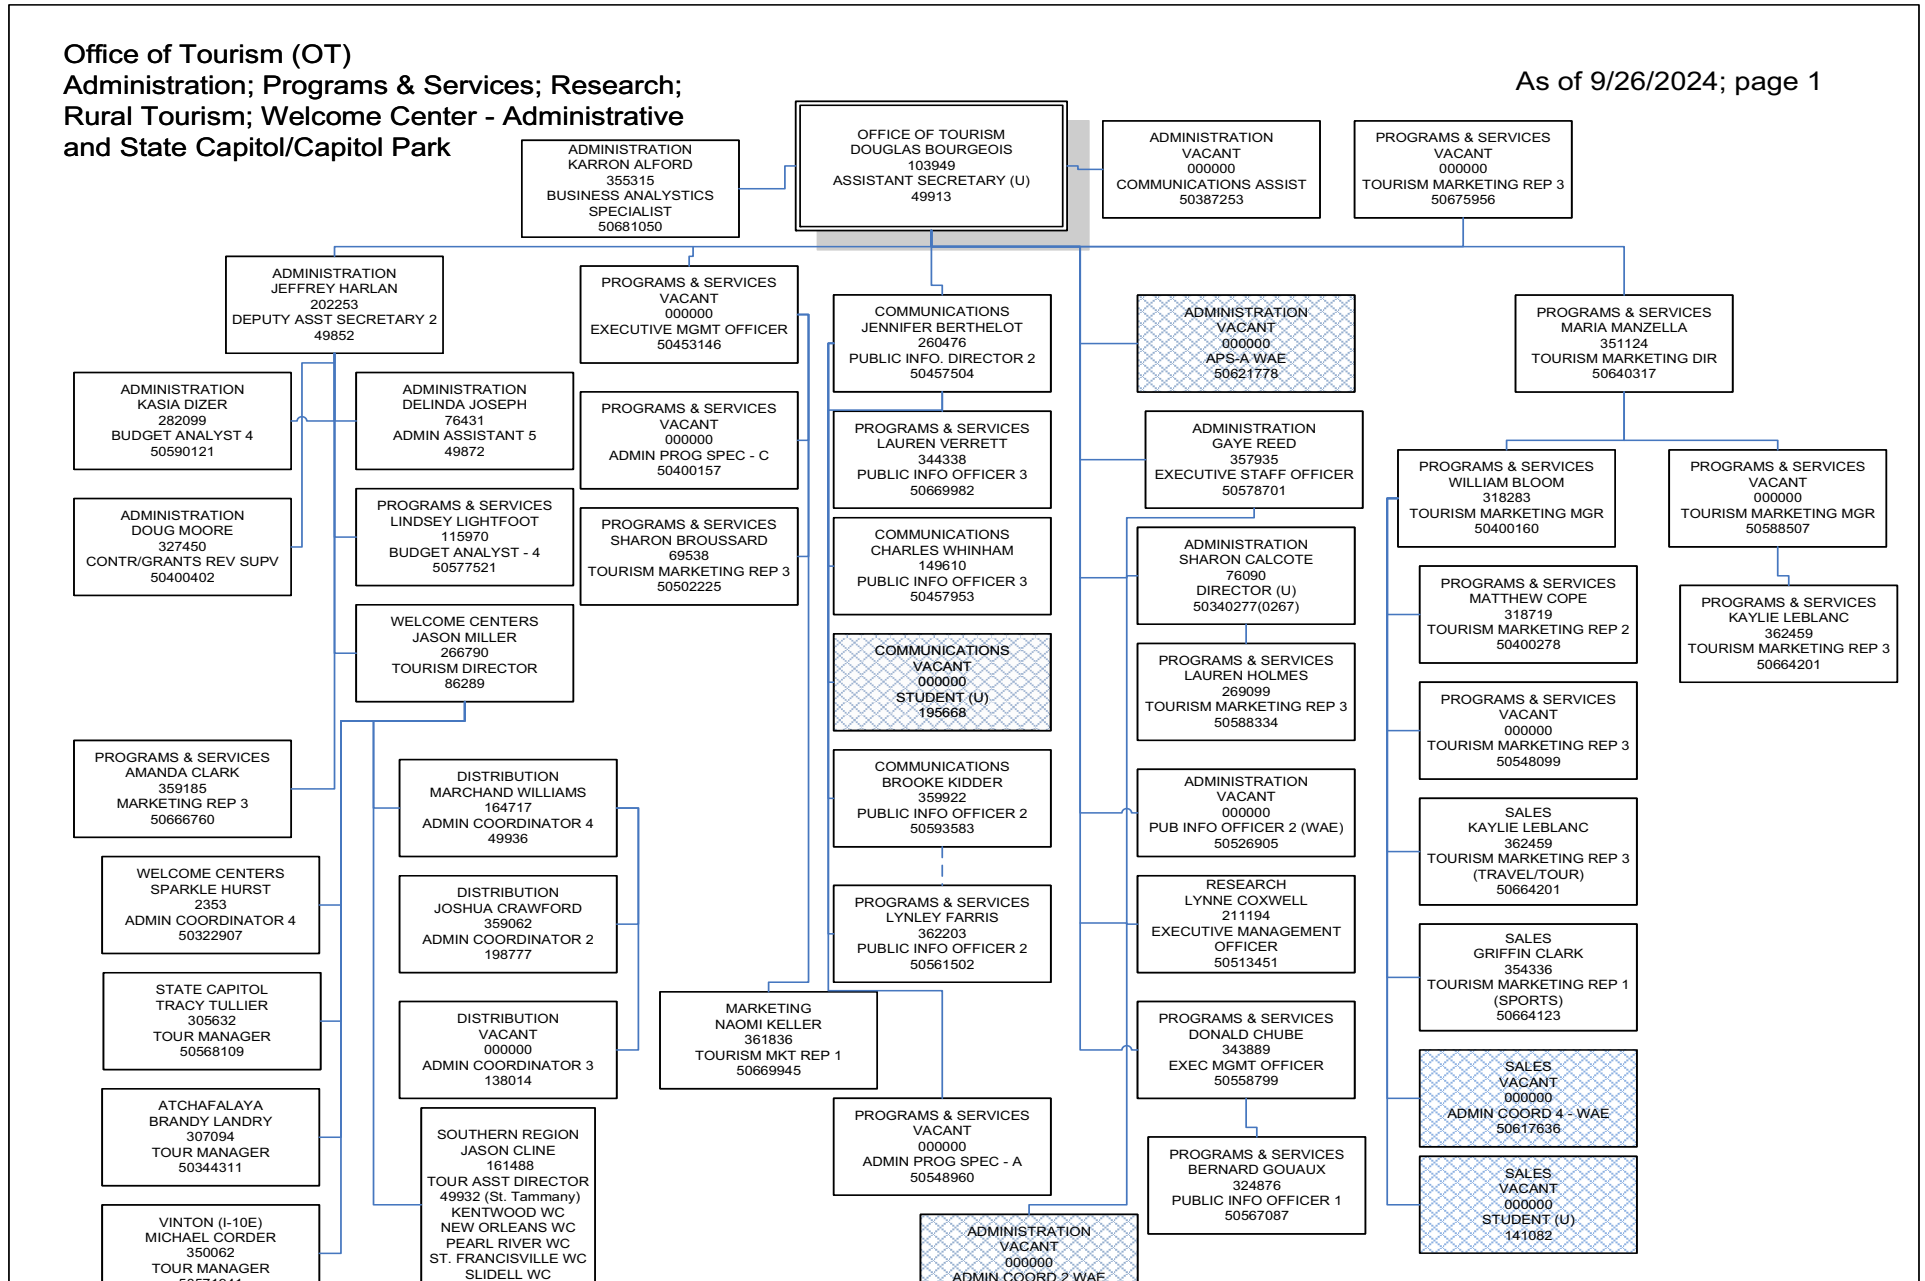 Office of Tourism (OT)
Administration; Programs & Services; Research;
Rural Tourism; Welcome Center - Administrative
and State Capitol/Capitol Park
As of 9/26/2024; page 1
ADMINISTRATION
KARRON ALFORD
355315
BUSINESS ANALYSTICS
SPECIALIST
50681050
OFFICE OF TOURISM
DOUGLAS BOURGEOIS
103949
ASSISTANT SECRETARY (U)
49913
ADMINISTRATION
VACANT
000000
COMMUNICATIONS ASSIST
50387253
PROGRAMS & SERVICES
VACANT
000000
TOURISM MARKETING REP 3
50675956
ADMINISTRATION
JEFFREY HARLAN
202253
DEPUTY ASST SECRETARY 2
49852
PROGRAMS & SERVICES
VACANT
000000
EXECUTIVE MGMT OFFICER
50453146
COMMUNICATIONS
JENNIFER BERTHELOT
260476
PUBLIC INFO. DIRECTOR 2
50457504
ADMINISTRATION
VACANT
000000
APS-A WAE
50621778
PROGRAMS & SERVICES
MARIA MANZELLA
351124
TOURISM MARKETING DIR
50640317
ADMINISTRATION
KASIA DIZER
282099
BUDGET ANALYST 4
50590121
ADMINISTRATION
DELINDA JOSEPH
76431
ADMIN ASSISTANT 5
49872
PROGRAMS & SERVICES
VACANT
000000
ADMIN PROG SPEC - C
50400157
PROGRAMS & SERVICES
LAUREN VERRETT
344338
PUBLIC INFO OFFICER 3
50669982
ADMINISTRATION
GAYE REED
357935
EXECUTIVE STAFF OFFICER
50578701
PROGRAMS & SERVICES
WILLIAM BLOOM
318283
TOURISM MARKETING MGR
50400160
PROGRAMS & SERVICES
VACANT
000000
TOURISM MARKETING MGR
50588507
ADMINISTRATION
DOUG MOORE
327450
CONTR/GRANTS REV SUPV
50400402
PROGRAMS & SERVICES
LINDSEY LIGHTFOOT
115970
BUDGET ANALYST - 4
50577521
PROGRAMS & SERVICES
SHARON BROUSSARD
69538
TOURISM MARKETING REP 3
50502225
COMMUNICATIONS
CHARLES WHINHAM
149610
PUBLIC INFO OFFICER 3
50457953
ADMINISTRATION
SHARON CALCOTE
76090
DIRECTOR (U)
50340277(0267)
PROGRAMS & SERVICES
MATTHEW COPE
318719
TOURISM MARKETING REP 2
50400278
PROGRAMS & SERVICES
KAYLIE LEBLANC
362459
TOURISM MARKETING REP 3
50664201
WELCOME CENTERS
JASON MILLER
266790
TOURISM DIRECTOR
86289
COMMUNICATIONS
VACANT
000000
STUDENT (U)
195668
PROGRAMS & SERVICES
LAUREN HOLMES
269099
TOURISM MARKETING REP 3
50588334
PROGRAMS & SERVICES
VACANT
000000
TOURISM MARKETING REP 3
50548099
PROGRAMS & SERVICES
AMANDA CLARK
359185
MARKETING REP 3
50666760
DISTRIBUTION
MARCHAND WILLIAMS
164717
ADMIN COORDINATOR 4
49936
COMMUNICATIONS
BROOKE KIDDER
359922
PUBLIC INFO OFFICER 2
50593583
ADMINISTRATION
VACANT
000000
PUB INFO OFFICER 2 (WAE)
50526905
SALES
KAYLIE LEBLANC
362459
TOURISM MARKETING REP 3
(TRAVEL/TOUR)
50664201
WELCOME CENTERS
SPARKLE HURST
2353
ADMIN COORDINATOR 4
50322907
DISTRIBUTION
JOSHUA CRAWFORD
359062
ADMIN COORDINATOR 2
198777
PROGRAMS & SERVICES
LYNLEY FARRIS
362203
PUBLIC INFO OFFICER 2
50561502
RESEARCH
LYNNE COXWELL
211194
EXECUTIVE MANAGEMENT
OFFICER
50513451
SALES
GRIFFIN CLARK
354336
TOURISM MARKETING REP 1
(SPORTS)
50664123
STATE CAPITOL
TRACY TULLIER
305632
TOUR MANAGER
50568109
DISTRIBUTION
VACANT
000000
ADMIN COORDINATOR 3
138014
MARKETING
NAOMI KELLER
361836
TOURISM MKT REP 1
50669945
PROGRAMS & SERVICES
DONALD CHUBE
343889
EXEC MGMT OFFICER
50558799
SALES
VACANT
000000
ADMIN COORD 4 - WAE
50617636
ATCHAFALAYA
BRANDY LANDRY
307094
TOUR MANAGER
50344311
SOUTHERN REGION
JASON CLINE
161488
TOUR ASST DIRECTOR
49932 (St. Tammany)
KENTWOOD WC
NEW ORLEANS WC
PEARL RIVER WC
ST. FRANCISVILLE WC
SLIDELL WC
PROGRAMS & SERVICES
VACANT
000000
ADMIN PROG SPEC - A
50548960
PROGRAMS & SERVICES
BERNARD GOUAUX
324876
PUBLIC INFO OFFICER 1
50567087
SALES
VACANT
000000
STUDENT (U)
141082
VINTON (I-10E)
MICHAEL CORDER
350062
TOUR MANAGER
ADMINISTRATION
VACANT
000000
ADMIN COORD 2 WAE